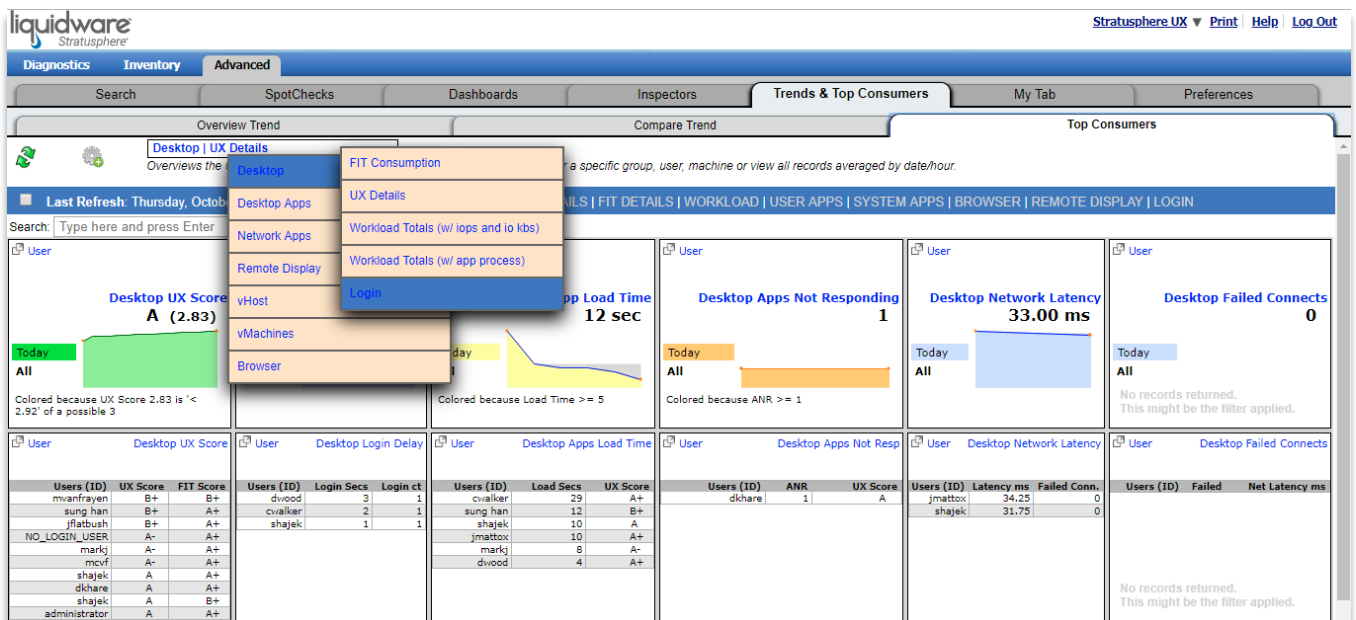 liquidware
Stratusphere
Stratusphere UX ▼ Print Help Log Out
Diagnostics Inventory Advanced
Search SpotChecks Dashboards Inspectors Trends & Top Consumers My Tab Preferences
Overview Trend Compare Trend Top Consumers
Desktop | UX Details
Overviews the a specific group, user, machine or view all records averaged by date/hour.
Desktop
Desktop Apps
Network Apps
Remote Display
vHost
vMachines
Browser
FIT Consumption
UX Details
Workload Totals (w/ iops and io kbs)
Workload Totals (w/ app process)
Login
Last Refresh: Thursday, | FIT DETAILS | WORKLOAD | USER APPS | SYSTEM APPS | BROWSER | REMOTE DISPLAY | LOGIN
Search: Type here and press Enter
User
Desktop UX Score
A (2.83)
Today
All
Colored because UX Score 2.83 is '<
2.92' of a possible 3
Load Time
12 sec
All
Colored because Load Time >= 5
User
Desktop Apps Not Responding
1
Today
All
Colored because ANR >= 1
User
Desktop Network Latency
33.00 ms
Today
All
User
Desktop Failed Connects
0
Today
All
No records returned.
This might be the filter applied.
User Desktop UX Score
Users (ID) UX Score FIT Score
mvanfrayen B+ B+
sung han B+ A+
jflatbush B+ A+
NO_LOGIN_USER A- A+
markj A- A+
mcvf A- A+
shajek A A+
dkhare A A+
shajek A B+
administrator A A+
User Desktop Login Delay
Users (ID) Login Secs Login ct
dwood 3 1
cwalker 2 1
shajek 1 1
User Desktop Apps Load Time
Users (ID) Load Secs UX Score
cwalker 29 A+
sung han 12 B+
shajek 10 A
jmattox 10 A+
markj 8 A-
dwood 4 A+
User Desktop Apps Not Resp
Users (ID) ANR UX Score
dkhare 1 A
User Desktop Network Latency
Users (ID) Latency ms Failed Conn.
jmattox 34.25 0
shajek 31.75 0
User Desktop Failed Connects
Users (ID) Failed Net Latency ms
No records returned.
This might be the filter applied.